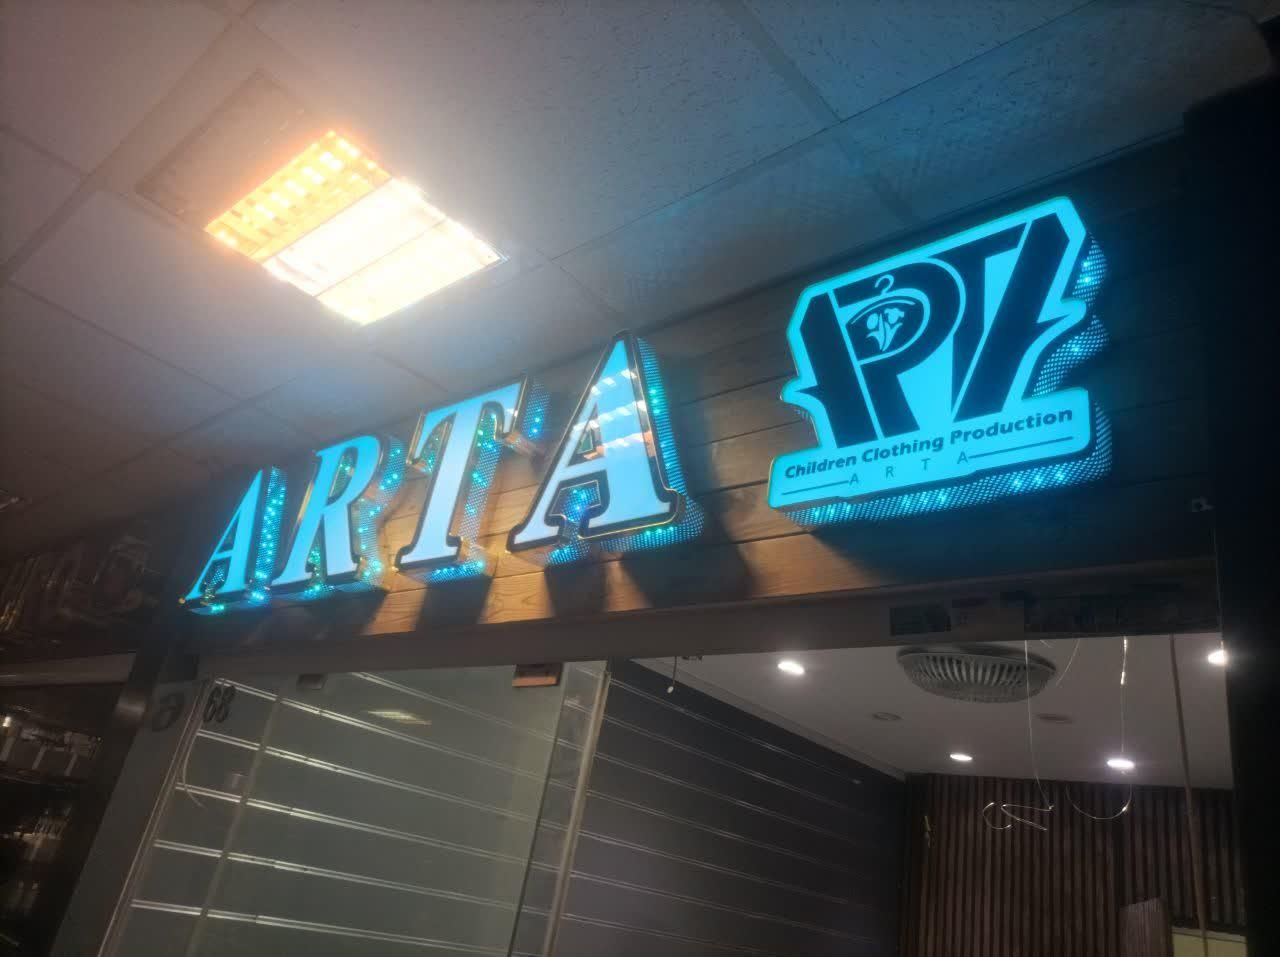 ARTA
Children Clothing Production
ARTA
68